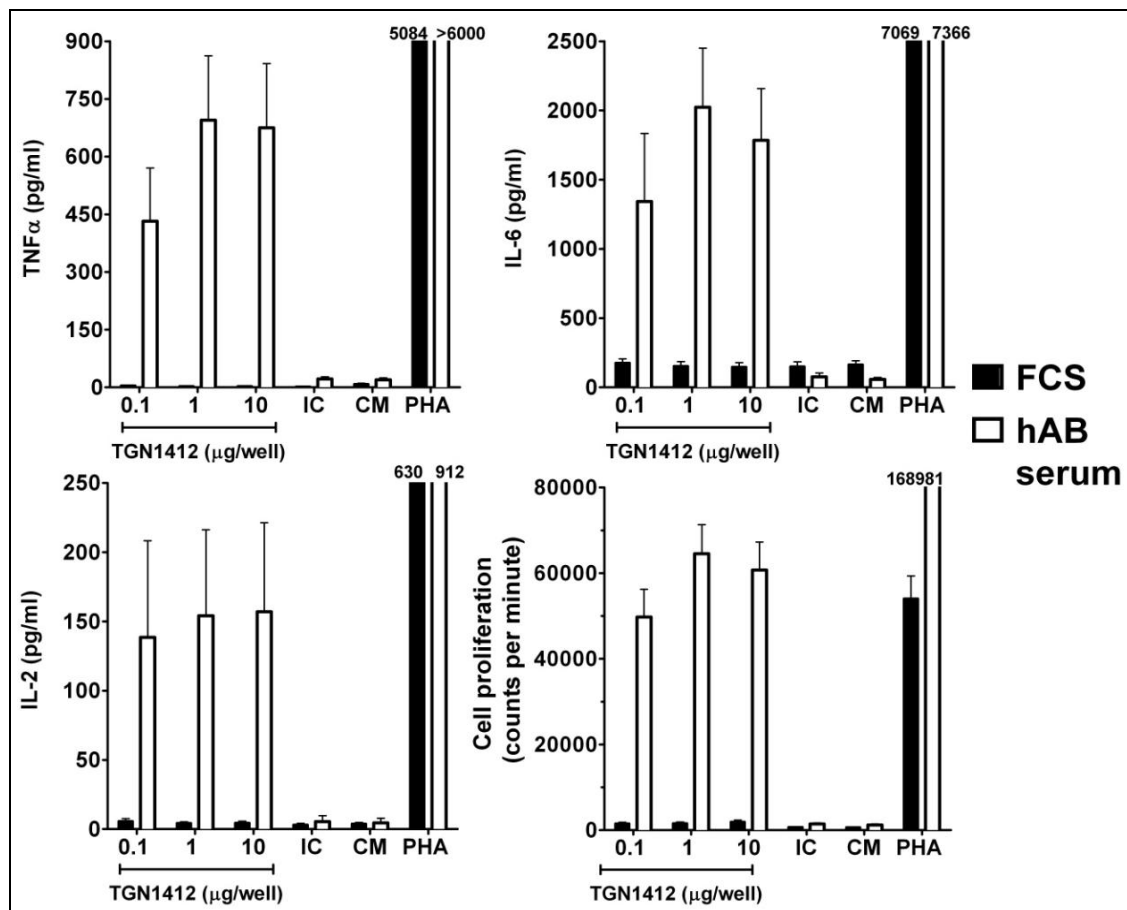 5084 >6000
900
750
600
450
300
150
0
TNFα (pg/ml)
0.1 1 10 IC CM PHA
TGN1412 (µg/well)
7069 7366
2500
2000
1500
1000
500
0
IL-6 (pg/ml)
0.1 1 10 IC CM PHA
TGN1412 (µg/well)
FCS
hAB
serum
630 912
250
200
150
100
50
0
IL-2 (pg/ml)
0.1 1 10 IC CM PHA
TGN1412 (µg/well)
168981
80000
60000
40000
20000
0
Cell proliferation
(counts per minute)
0.1 1 10 IC CM PHA
TGN1412 (µg/well)